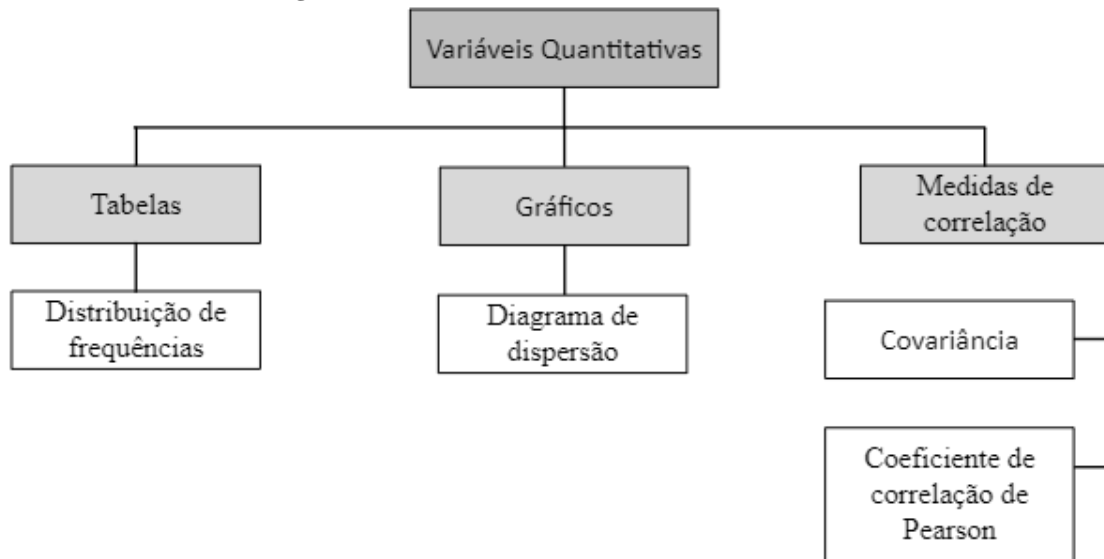 Variáveis Quantitativas
Tabelas
Gráficos
Medidas de
correlação
Distribuição de
frequências
Diagrama de
dispersão
Covariância
Coeficiente de
correlação de
Pearson